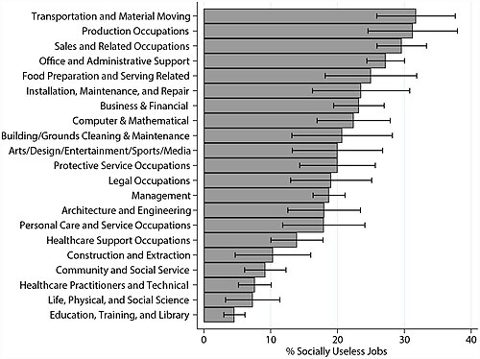 Transportation and Material Moving
Production Occupations
Sales and Related Occupations
Office and Administrative Support
Food Preparation and Serving Related
Installation, Maintenance, and Repair
Business & Financial
Computer & Mathematical
Building/Grounds Cleaning & Maintenance
Arts/Design/Entertainment/Sports/Media
Protective Service Occupations
Legal Occupations
Management
Architecture and Engineering
Personal Care and Service Occupations
Healthcare Support Occupations
Construction and Extraction
Community and Social Service
Healthcare Practitioners and Technical
Life, Physical, and Social Science
Education, Training, and Library
0 10 20 30 40
% Socially Useless Jobs